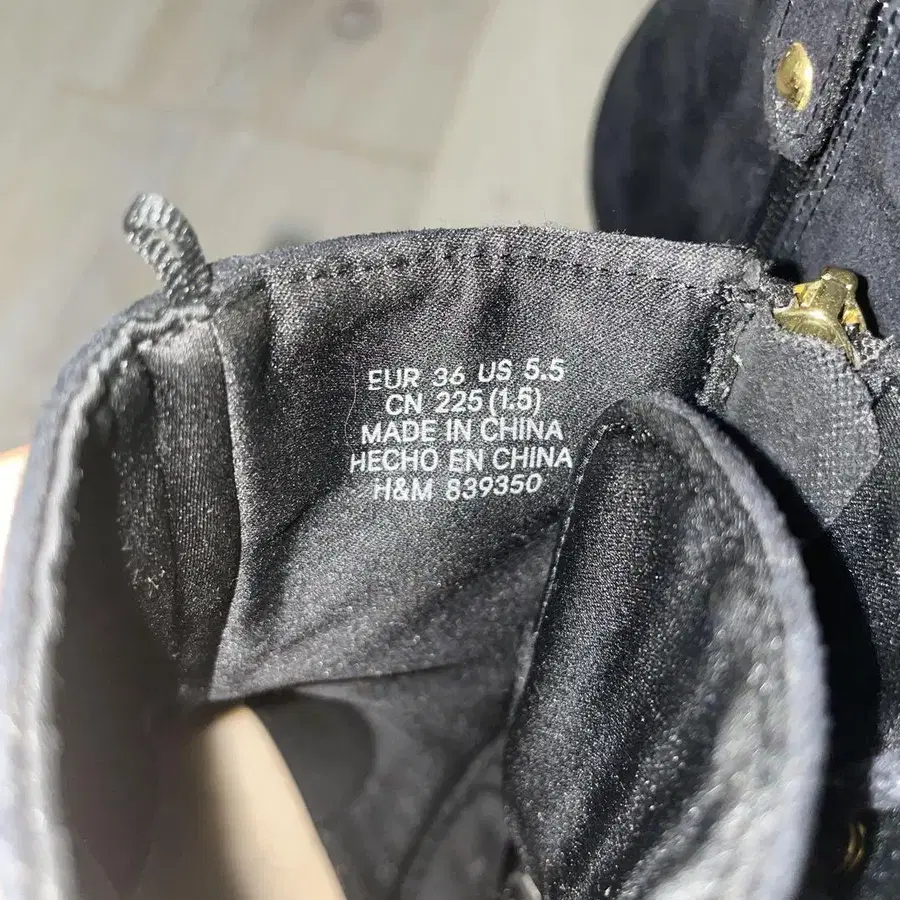 EUR 36 US 5.5
CN 225 (1.5)
MADE IN CHINA
HECHO EN CHINA
H&M 839350